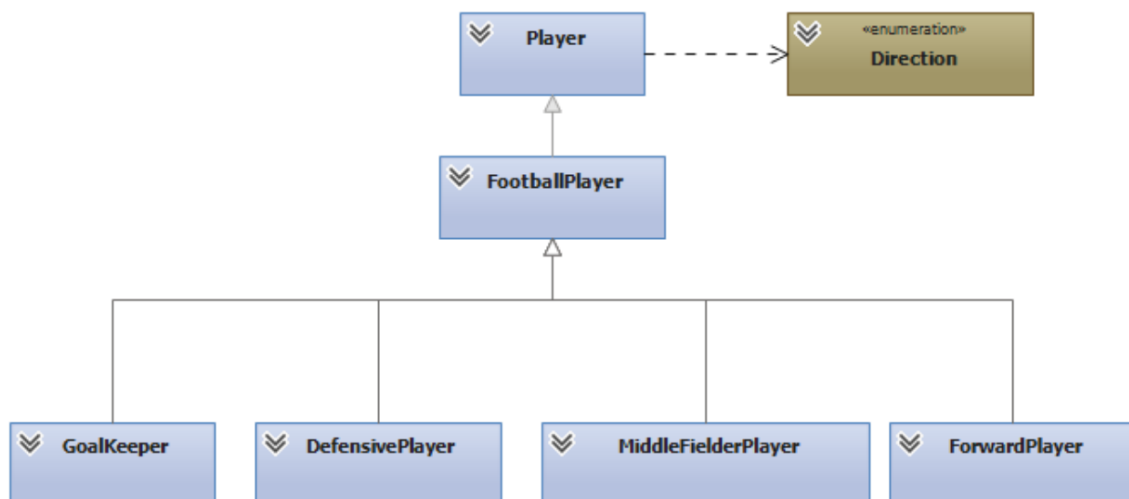 Player
«enumeration»
Direction
FootballPlayer
GoalKeeper
DefensivePlayer
MiddleFielderPlayer
ForwardPlayer